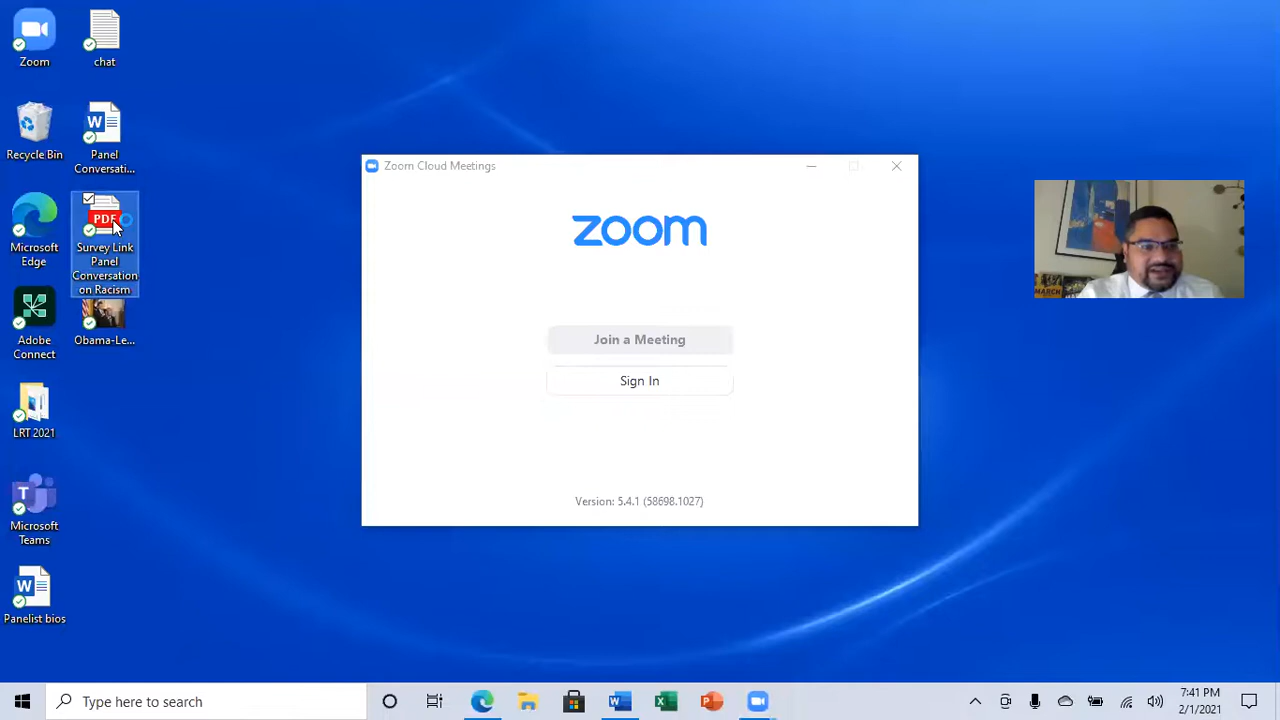 Zoom
chat
Recycle Bin
Panel
Conversati...
Microsoft
Edge
PDF
Survey Link
Panel
Conversation
on Racism
Adobe
Connect
Obama-Le...
LRT 2021
Microsoft
Teams
Panelist bios
Zoom Cloud Meetings
zoom
Join a Meeting
Sign In
Version: 5.4.1 (58698.1027)
MARCH
Type here to search
7:41 PM
2/1/2021